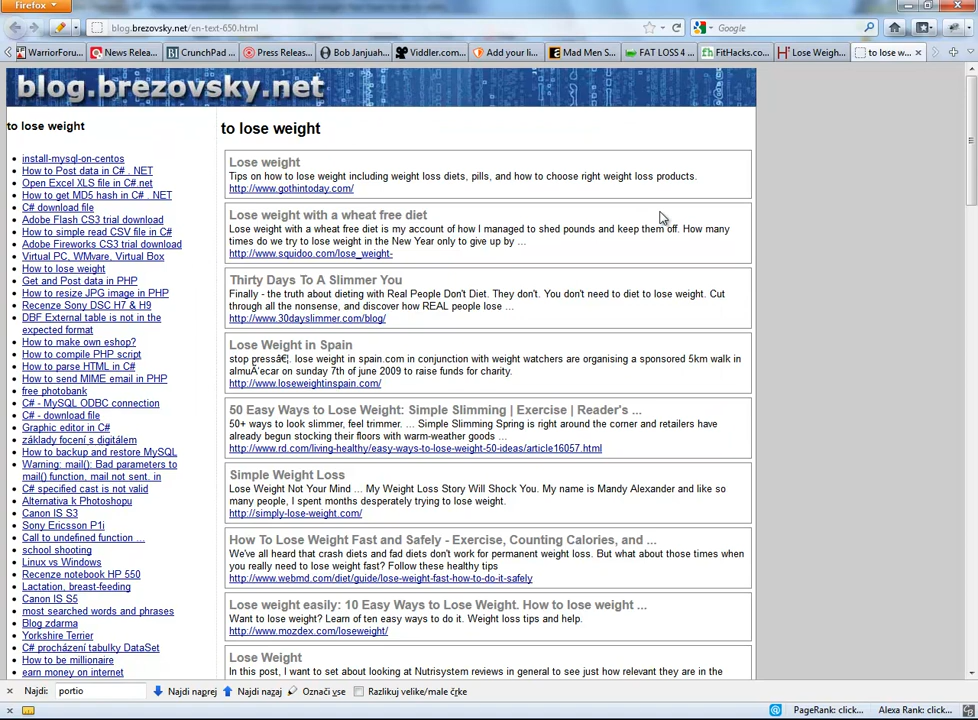 Firefox
blog.brezovsky.net/en-text-650.html
Google
WarriorForu...
News Relea...
CrunchPad ...
Press Releas...
Bob Janjuah...
Viddler.com...
Add your li...
Mad Men S...
FAT LOSS 4 ...
FitHacks.co...
Lose Weigh...
to lose w...
blog.brezovsky.net
to lose weight
install-mysql-on-centos
How to Post data in C# . NET
Open Excel XLS file in C#.net
How to get MD5 hash in C# . NET
C# download file
Adobe Flash CS3 trial download
How to simple read CSV file in C#
Adobe Fireworks CS3 trial download
Virtual PC, WMware, Virtual Box
How to lose weight
Get and Post data in PHP
How to resize JPG image in PHP
Recenze Sony DSC H7 & H9
DBF External table is not in the
expected format
How to make own eshop?
How to compile PHP script
How to parse HTML in C#
How to send MIME email in PHP
free photobank
C# - MySQL ODBC connection
C# - download file
Graphic editor in C#
základy focení s digitálem
How to backup and restore MySQL
Warning: mail(): Bad parameters to
mail() function, mail not sent. in
C# specified cast is not valid
Alternativa k Photoshopu
Canon IS S3
Sony Ericsson P1i
Call to undefined function ...
school shooting
Linux vs Windows
Recenze notebook HP 550
Lactation, breast-feeding
Canon IS S5
most searched words and phrases
Blog zdarma
Yorkshire Terrier
C# procházení tabulky DataSet
How to be millionaire
earn money on internet
to lose weight
Lose weight
Tips on how to lose weight including weight loss diets, pills, and how to choose right weight loss products.
http://www.gothintoday.com/
Lose weight with a wheat free diet
Lose weight with a wheat free diet is my account of how I managed to shed pounds and keep them off. How many
times do we try to lose weight in the New Year only to give up by ...
http://www.squidoo.com/lose_weight-
Thirty Days To A Slimmer You
Finally - the truth about dieting with Real People Don't Diet. They don't. You don't need to diet to lose weight. Cut
through all the nonsense, and discover how REAL people lose ...
http://www.30dayslimmer.com/blog/
Lose Weight in Spain
stop pressâ€¦. lose weight in spain.com in conjunction with weight watchers are organising a sponsored 5km walk in
almuÃ'ecar on sunday 7th of june 2009 to raise funds for charity.
http://www.loseweightinspain.com/
50 Easy Ways to Lose Weight: Simple Slimming | Exercise | Reader's ...
50+ ways to look slimmer, feel trimmer. ... Simple Slimming Spring is right around the corner and retailers have
already begun stocking their floors with warm-weather goods ...
http://www.rd.com/living-healthy/easy-ways-to-lose-weight-50-ideas/article16057.html
Simple Weight Loss
Lose Weight Not Your Mind ... My Weight Loss Story Will Shock You. My name is Mandy Alexander and like so
many people, I spent months desperately trying to lose weight.
http://simply-lose-weight.com/
How To Lose Weight Fast and Safely - Exercise, Counting Calories, and ...
We've all heard that crash diets and fad diets don't work for permanent weight loss. But what about those times when
you really need to lose weight fast? Follow these healthy tips
http://www.webmd.com/diet/guide/lose-weight-fast-how-to-do-it-safely
Lose weight easily: 10 Easy Ways to Lose Weight. How to lose weight ...
Want to lose weight? Learn of ten easy ways to do it. Weight loss tips and help.
http://www.mozdex.com/loseweight/
Lose Weight
In this post, I want to set about looking at Nutrisystem reviews in general to see just how relevant they are in the
Najdi:
portio
Najdi naprej
Najdi nazaj
Označi vse
Razlikuj velike/male črke
PageRank: click...
Alexa Rank: click...